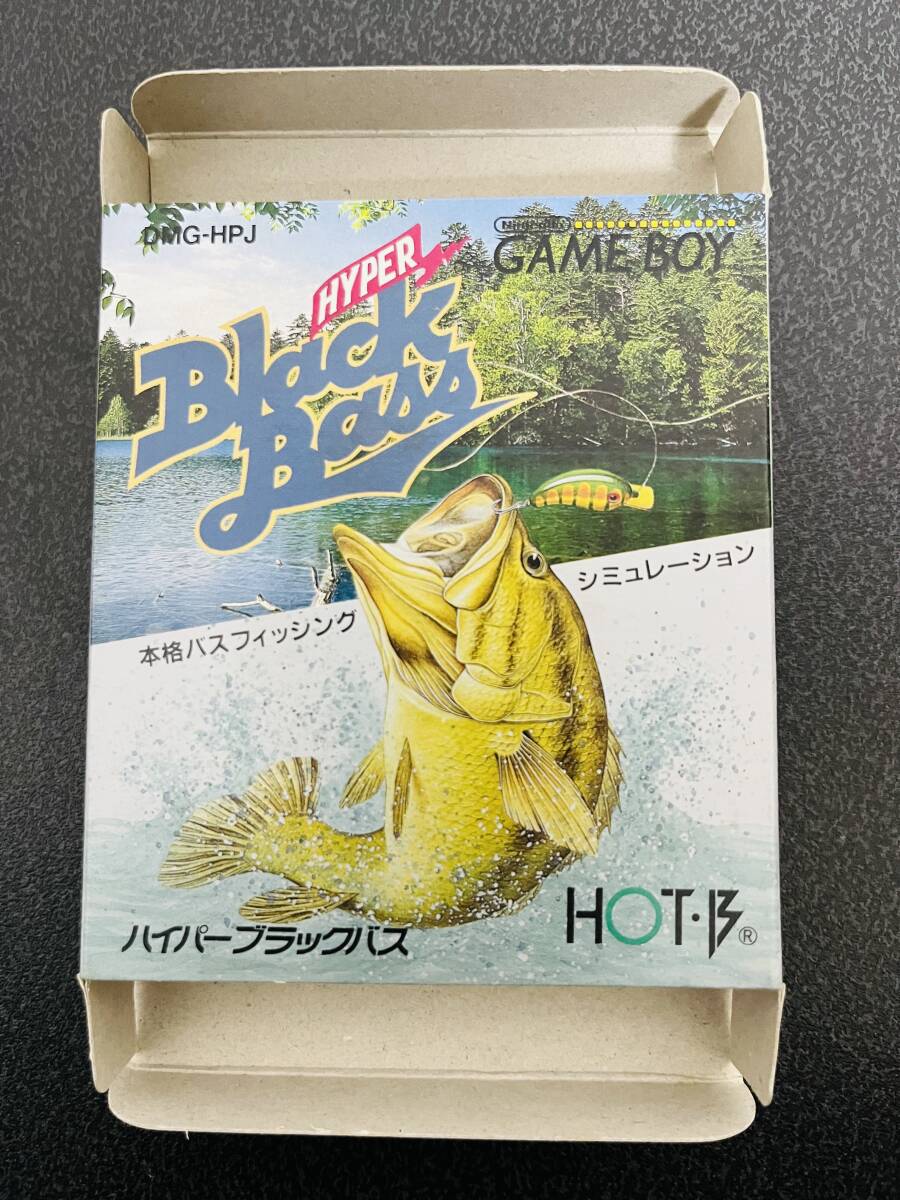 DMG-HPJ
Nintendo
GAME BOY
HYPER
Black
Bass
本格バスフィッシング
シミュレーション
ハイパーブラックバス
HOT・B®